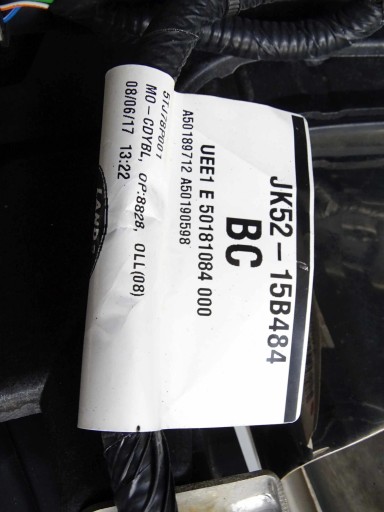 JK52-15B484
BC
UEE1 E 50181084 000
A50189712 A50190598
5TJ78P001
MO-CDYBL, OP:8828, OLL(08)
08/06/17 13:22